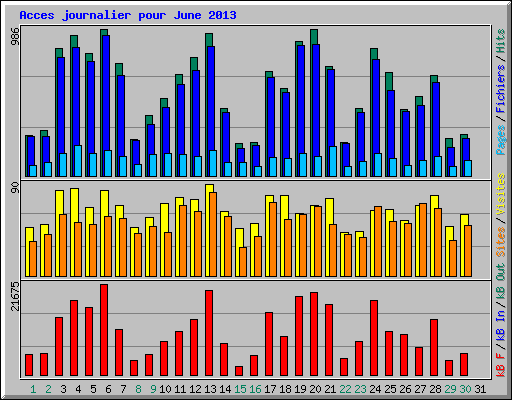 Acces journalier pour June 2013
986
Pages / Fichiers / Hits
90
Sites / Visites
21675
kB F / kB In / kB Out
1 2 3 4 5 6 7 8 9 10 11 12 13 14 15 16 17 18 19 20 21 22 23 24 25 26 27 28 29 30 31